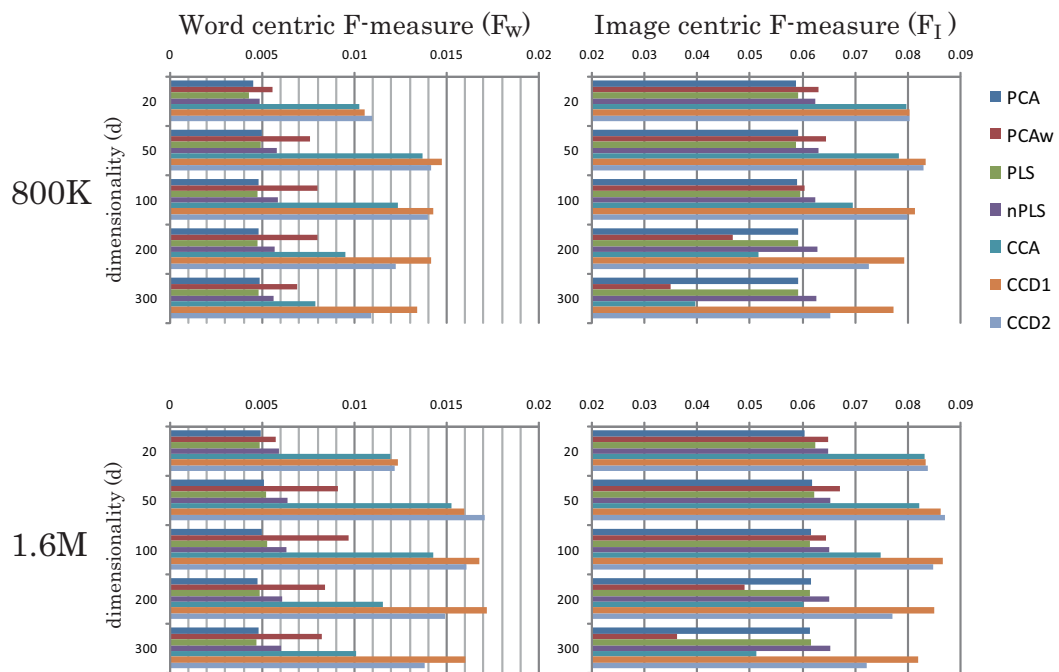 Word centric F-measure (Fw)
Image centric F-measure (FI )
0 0.005 0.01 0.015 0.02
0.02 0.03 0.04 0.05 0.06 0.07 0.08 0.09
800K
dimensionality (d)
20
50
100
200
300
20
50
100
200
300
PCA
PCAw
PLS
nPLS
CCA
CCD1
CCD2
0 0.005 0.01 0.015 0.02
0.02 0.03 0.04 0.05 0.06 0.07 0.08 0.09
1.6M
dimensionality (d)
20
50
100
200
300
20
50
100
200
300